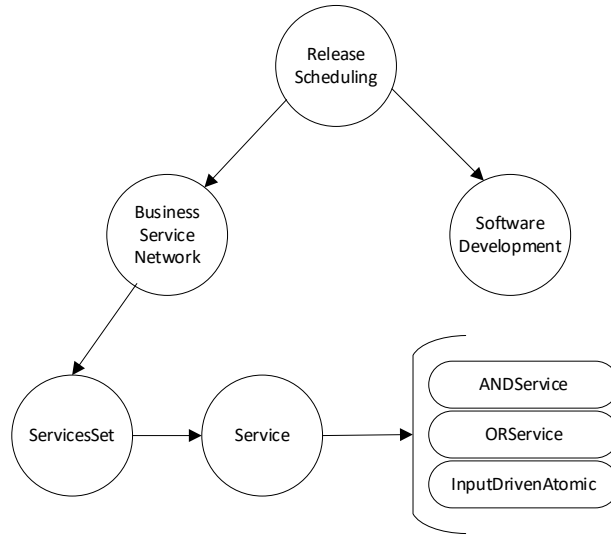 Release
Scheduling
Business
Service
Network
Software
Development
ServicesSet
Service
ANDService
ORService
InputDrivenAtomic